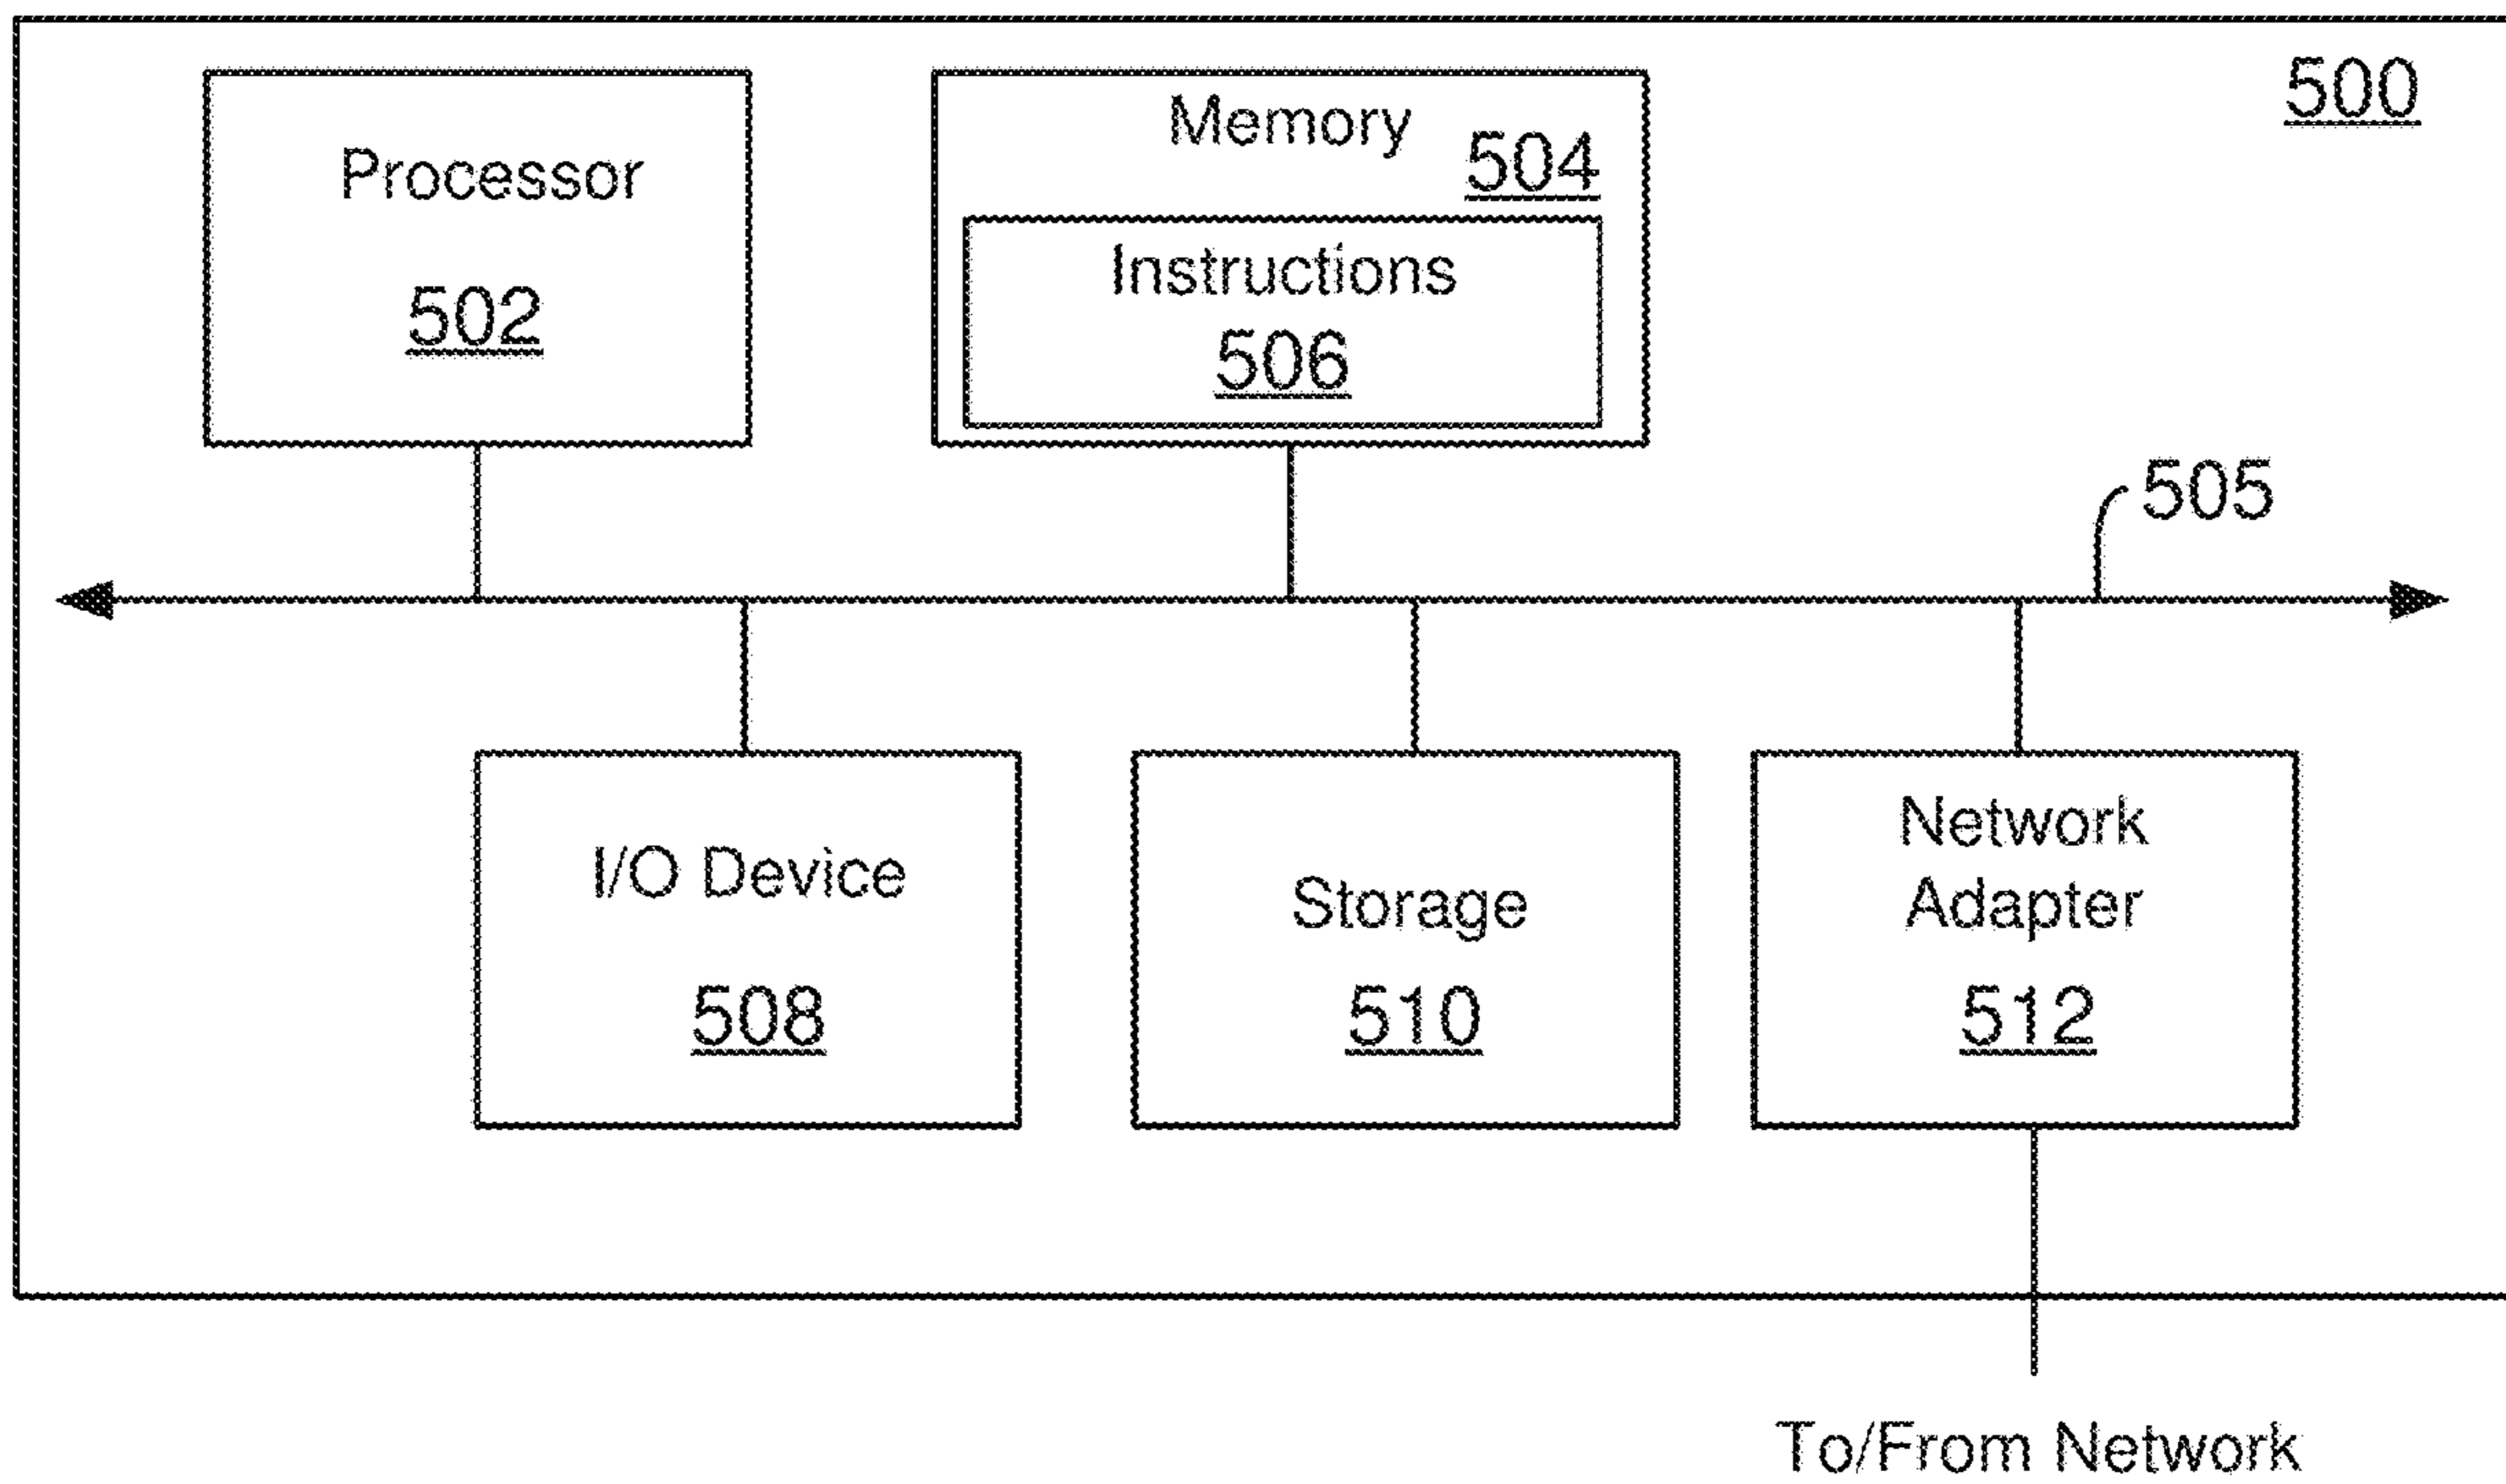 500
Processor
502
Memory
504
Instructions
506
505
I/O Device
508
Storage
510
Network
Adapter
512
To/From Network